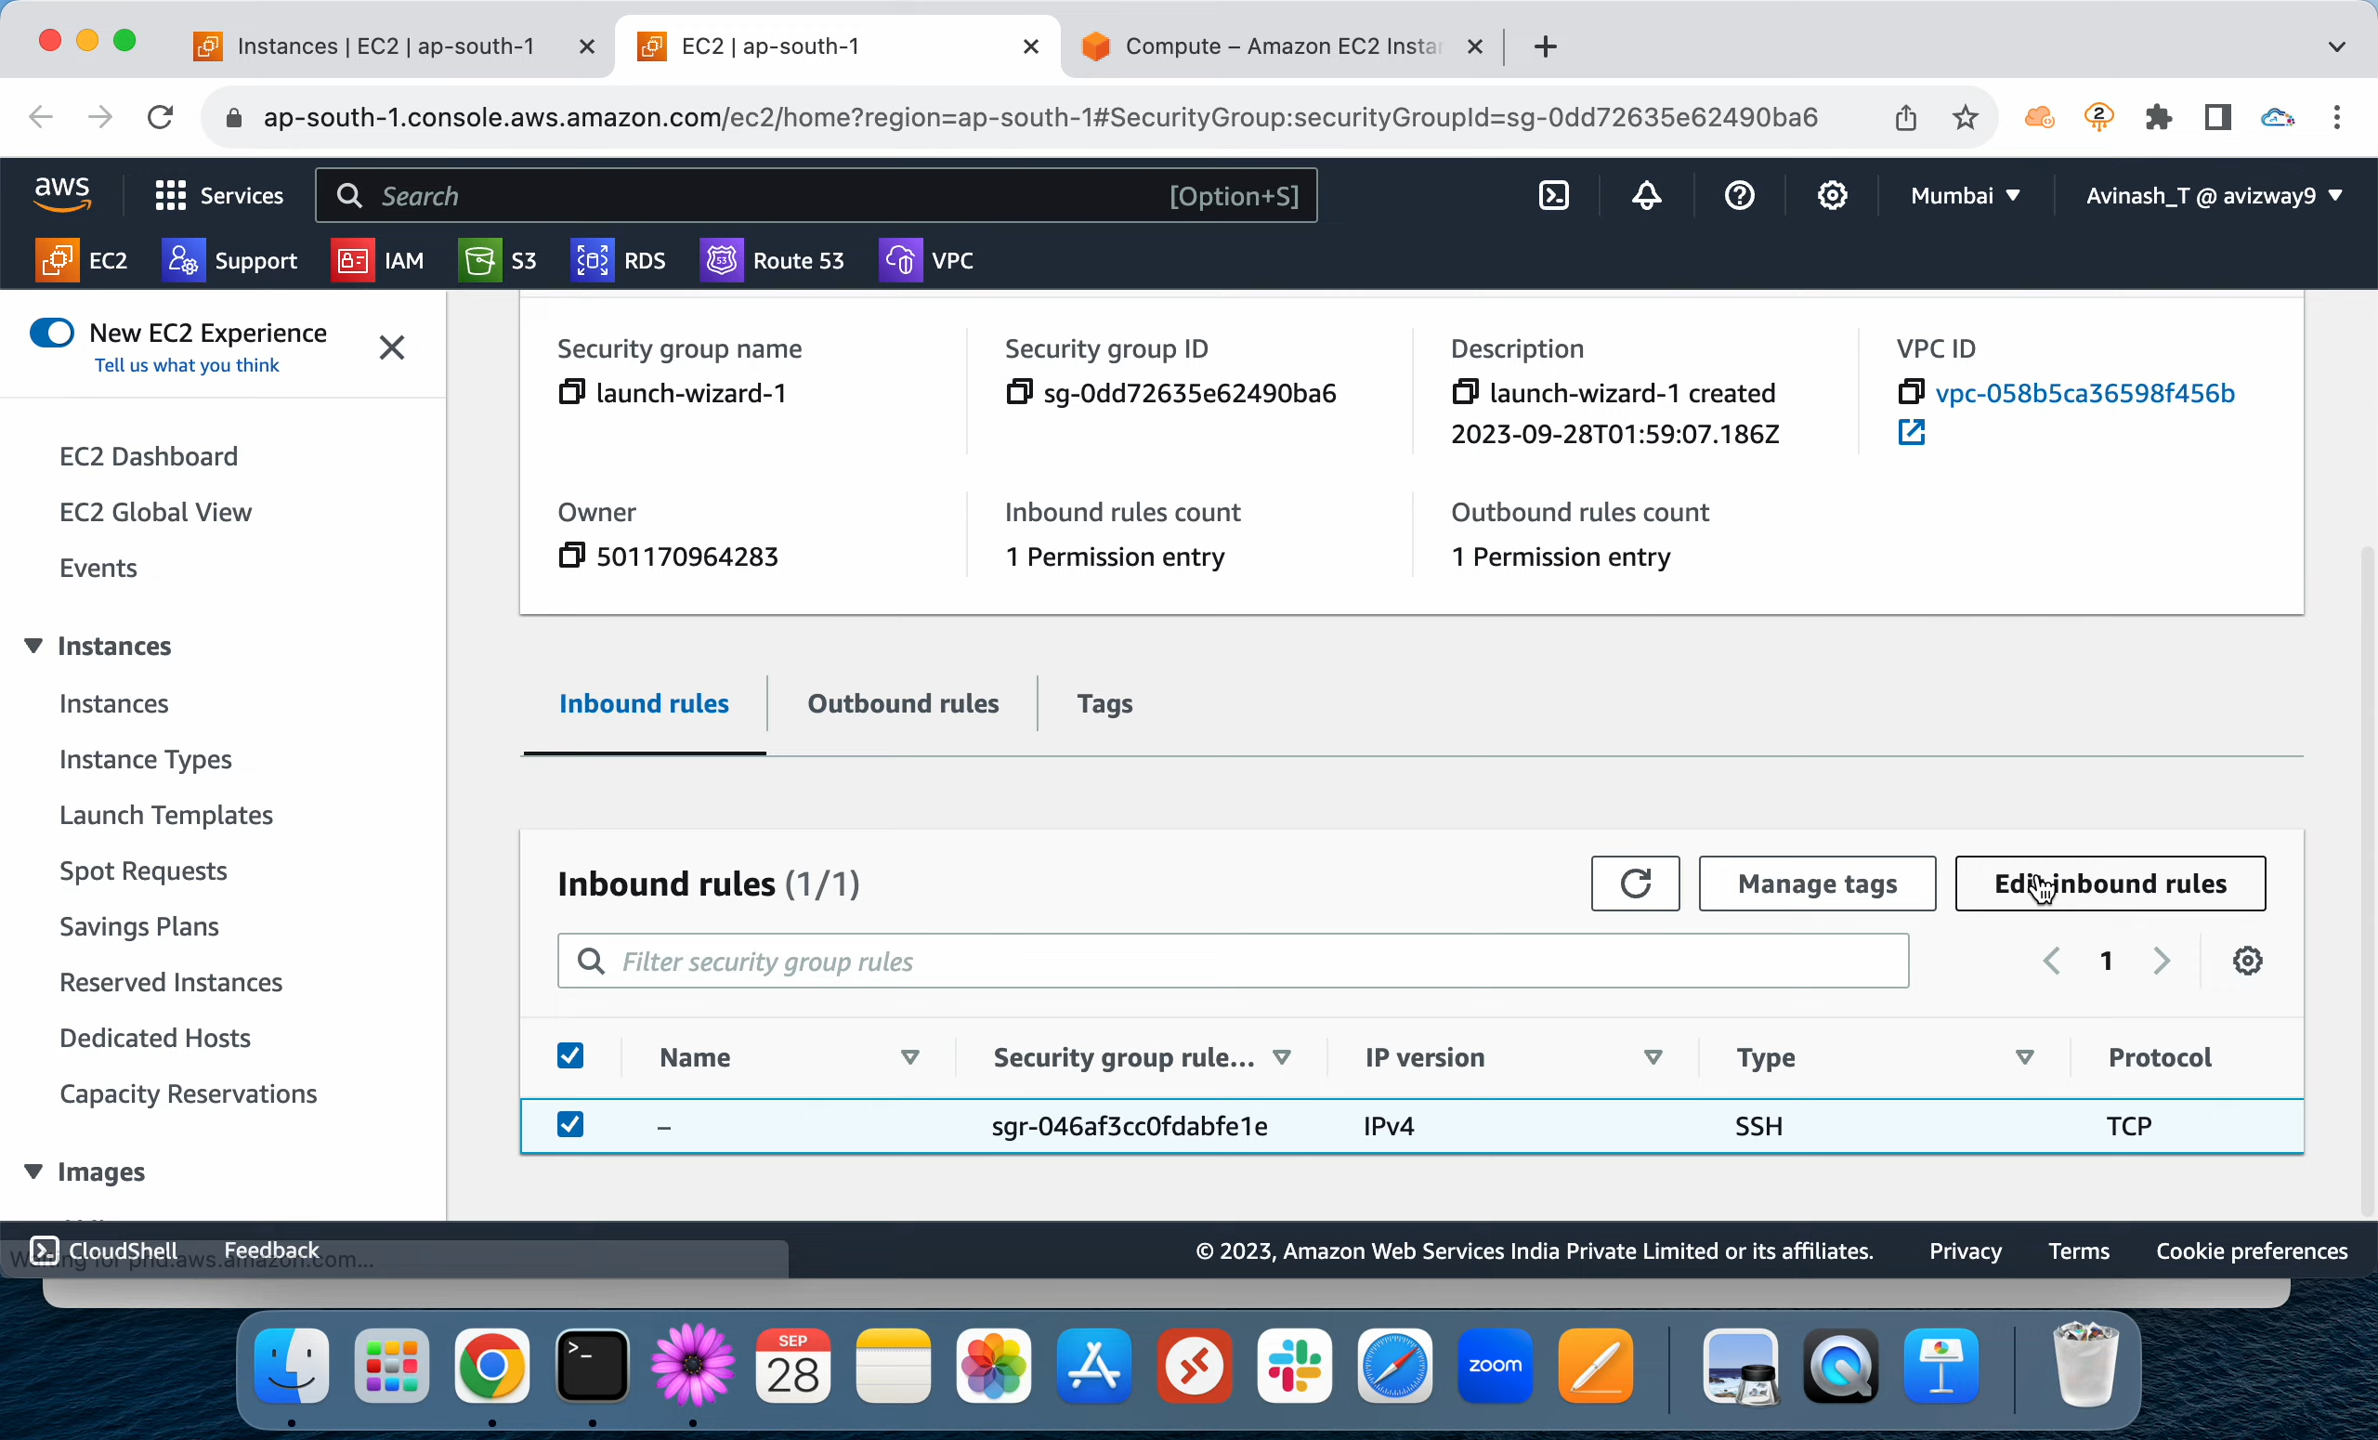 Instances | EC2 | ap-south-1
EC2 | ap-south-1
Compute – Amazon EC2 Insta
ap-south-1.console.aws.amazon.com/ec2/home?region=ap-south-1#SecurityGroup:securityGroupId=sg-0dd72635e62490ba6
2
aws
Services
Search
[Option+S]
Mumbai
Avinash_T @ avizway9
EC2
Support
IAM
S3
RDS
53
Route 53
VPC
New EC2 Experience
Tell us what you think
EC2 Dashboard
EC2 Global View
Events
Instances
Instances
Instance Types
Launch Templates
Spot Requests
Savings Plans
Reserved Instances
Dedicated Hosts
Capacity Reservations
Images
Security group name
launch-wizard-1
Security group ID
sg-0dd72635e62490ba6
Description
launch-wizard-1 created
2023-09-28T01:59:07.186Z
VPC ID
vpc-058b5ca36598f456b
Owner
501170964283
Inbound rules count
1 Permission entry
Outbound rules count
1 Permission entry
Inbound rules
Outbound rules
Tags
Inbound rules (1/1)
Manage tags
Edit inbound rules
Filter security group rules
1
Name
Security group rule...
IP version
Type
Protocol
–
sgr-046af3cc0fdabfe1e
IPv4
SSH
TCP
CloudShell
Feedback
© 2023, Amazon Web Services India Private Limited or its affiliates.
Privacy
Terms
Cookie preferences
SEP
28
zoom